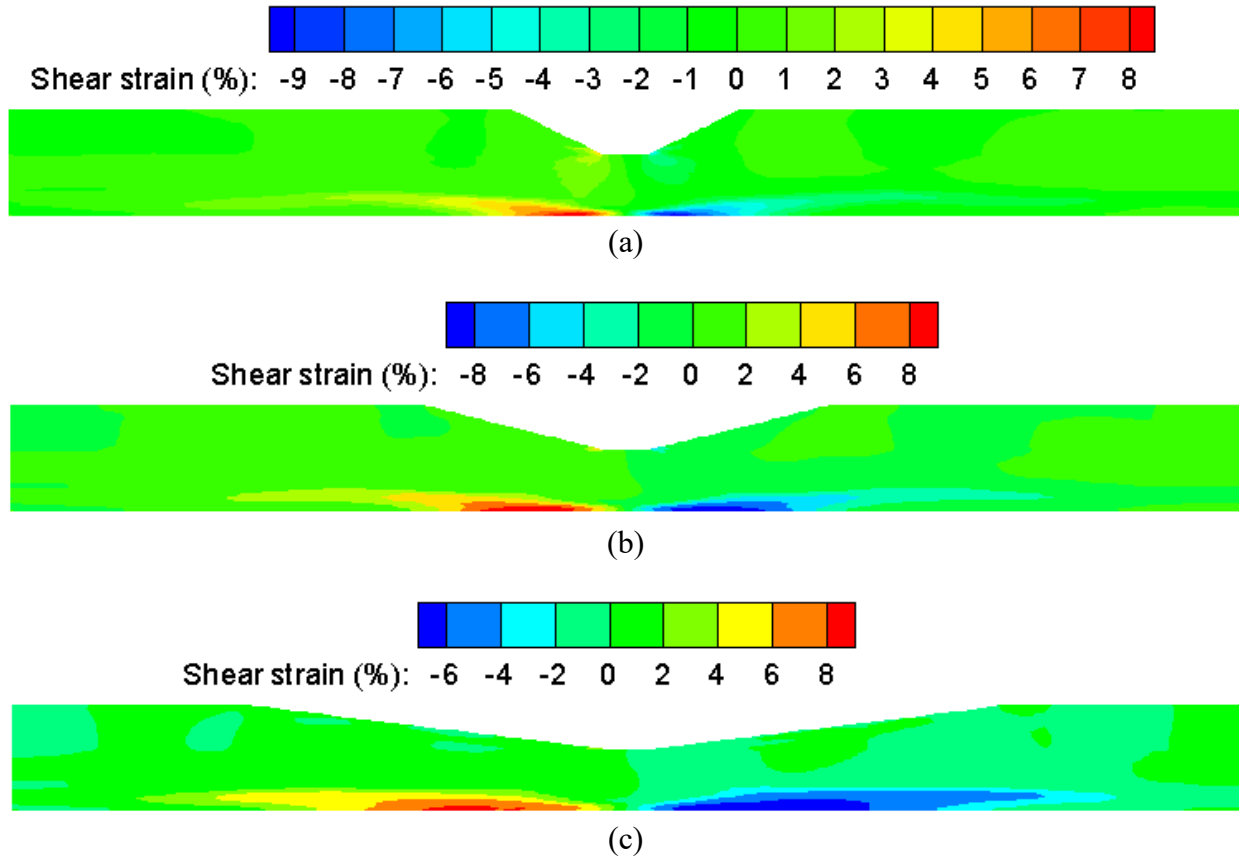 Shear strain (%): -9 -8 -7 -6 -5 -4 -3 -2 -1 0 1 2 3 4 5 6 7 8
(a)
Shear strain (%): -8 -6 -4 -2 0 2 4 6 8
(b)
Shear strain (%): -6 -4 -2 0 2 4 6 8
(c)